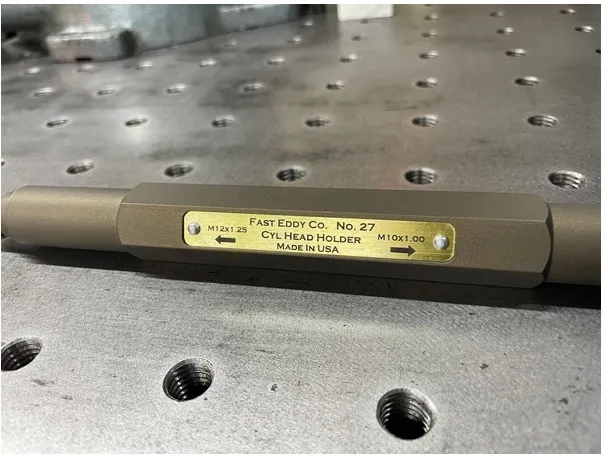 Fast Eddy Co. No. 27
M12x1.25
Cyl Head Holder
M10x1.00
Made In USA